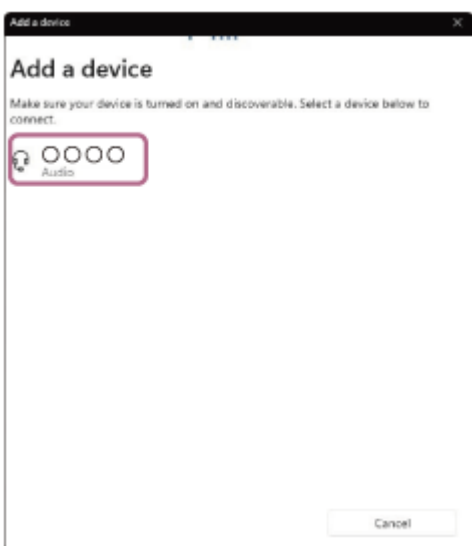 Add a device
Add a device
Make sure your device is turned on and discoverable. Select a device below to
connect.
○○○○
Audio
Cancel